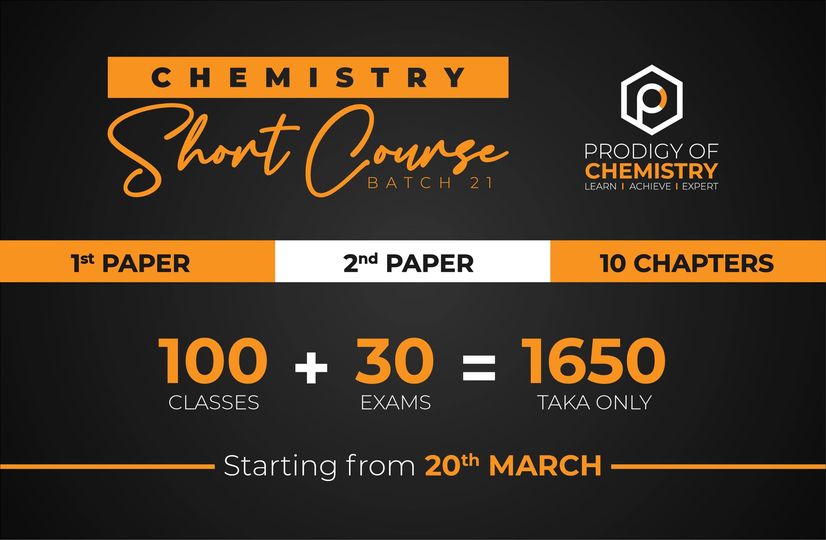 CHEMISTRY
Short Course
BATCH 21
PRODIGY OF
CHEMISTRY
LEARN I ACHIEVE I EXPERT
1st PAPER
2nd PAPER
10 CHAPTERS
100 + 30 = 1650
CLASSES EXAMS TAKA ONLY
Starting from 20th MARCH